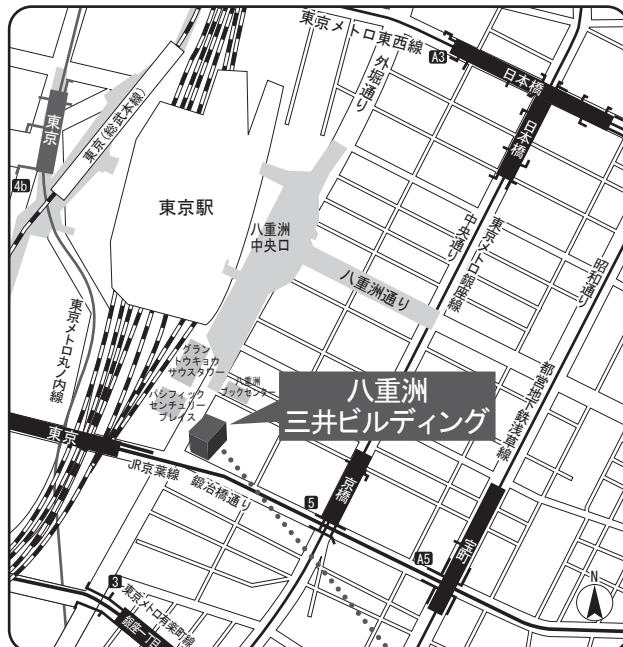 東京メトロ東西線
A3
日本橋
外堀通り
日本橋
東京
東京(総武本線)
4b
東京駅
八重洲
中央口
中央通り
東京メトロ銀座線
昭和通り
八重洲通り
東京メトロ丸ノ内線
グラン
トウキョウ
サウスタワー
八重洲
ブックセンター
パシフィック
センチュリー
プレイス
八重洲
三井ビルディング
都営地下鉄浅草線
東京
JR京葉線
鍛冶橋通り
5
京橋
A5
宝町
3
東京メトロ有楽町線
銀座一丁目
N